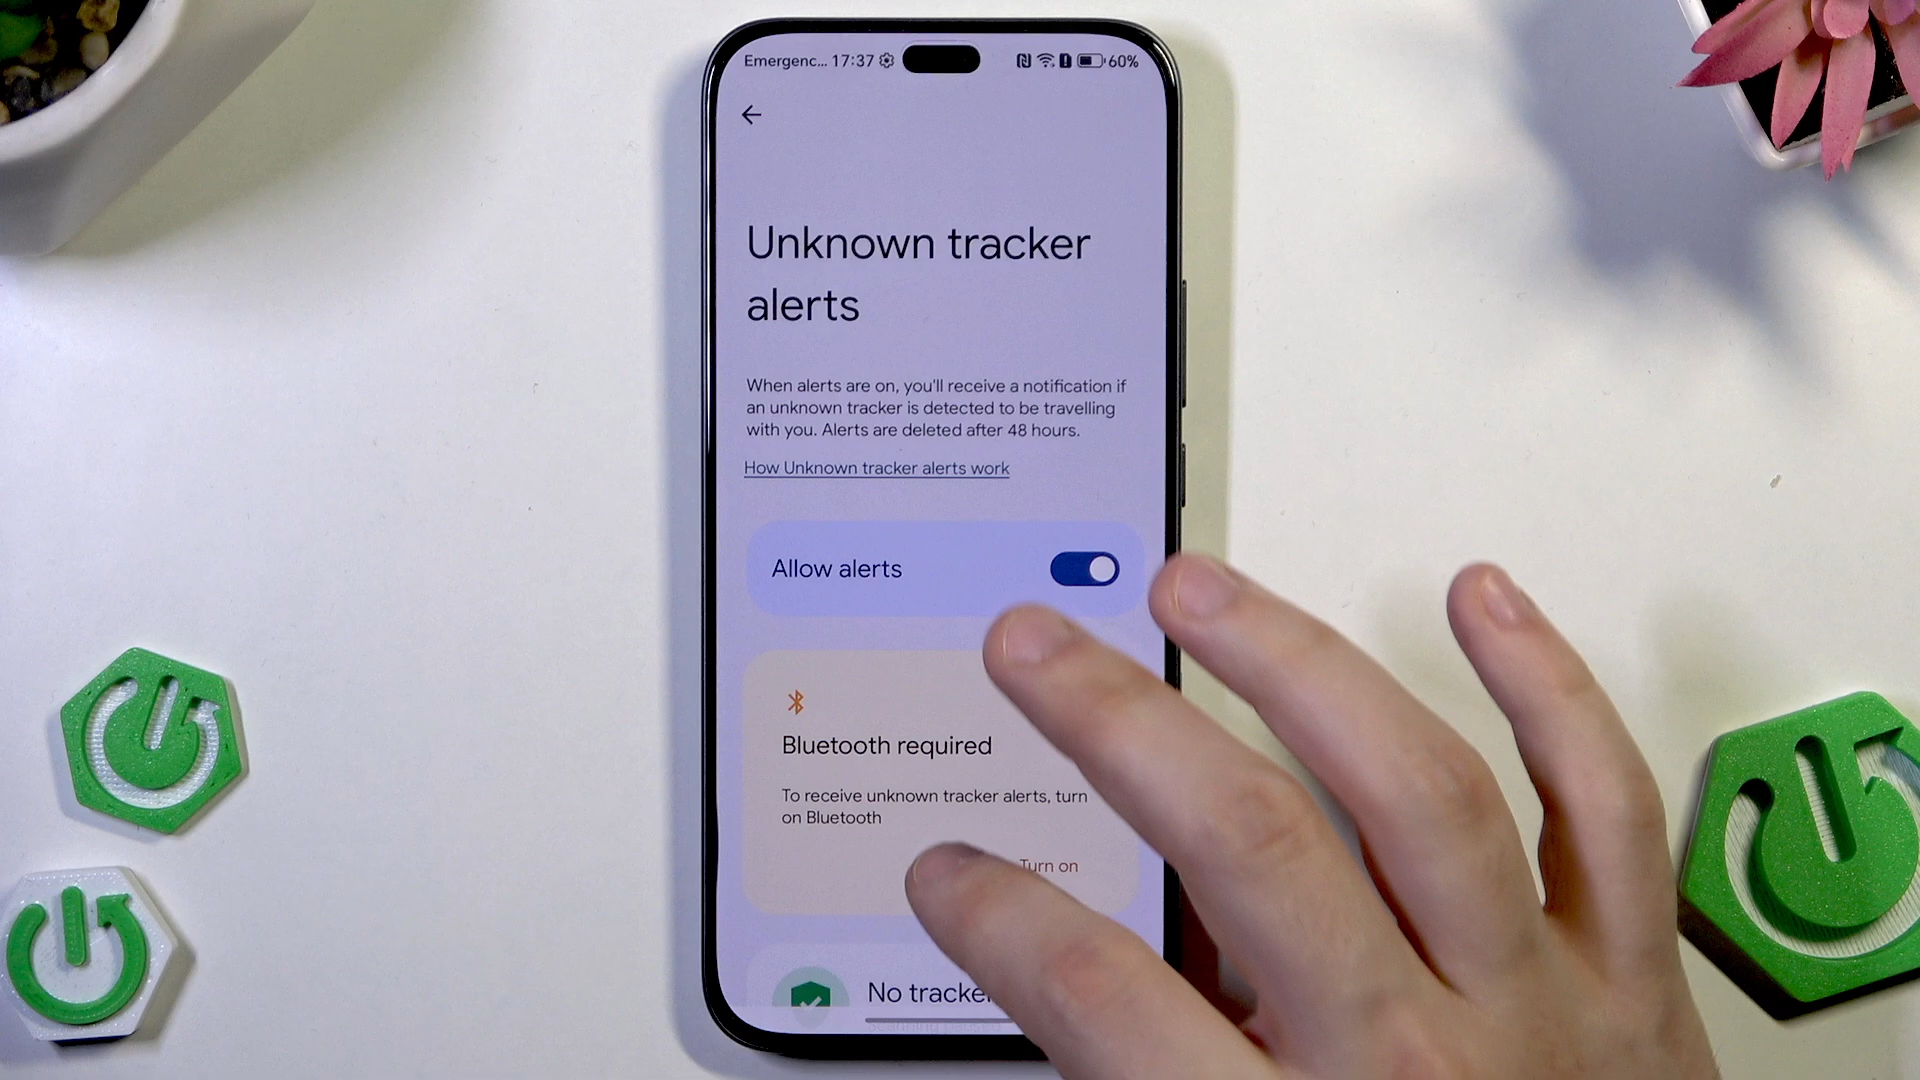 Emergenc... 17:37 60%
Unknown tracker
alerts
When alerts are on, you'll receive a notification if
an unknown tracker is detected to be travelling
with you. Alerts are deleted after 48 hours.
How Unknown tracker alerts work
Allow alerts
Bluetooth required
To receive unknown tracker alerts, turn
on Bluetooth
Turn on
No tracke